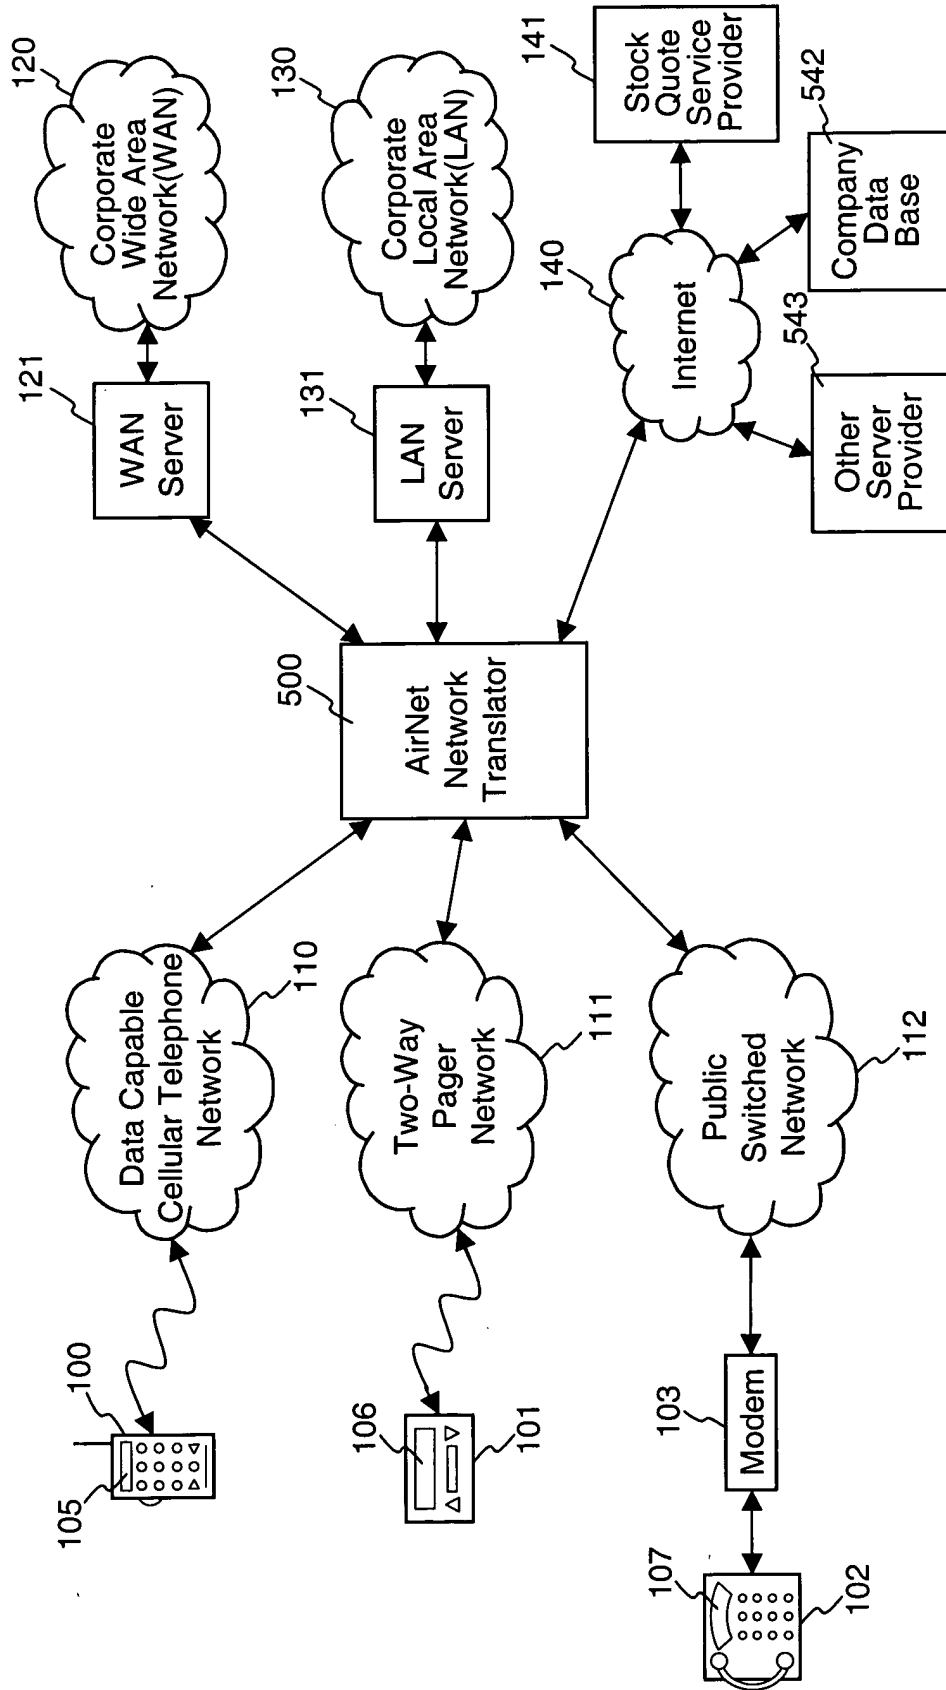 100
105
Data Capable
Cellular Telephone
Network
110
106
101
Two-Way
Pager
Network
111
107
102
103
Modem
Public
Switched
Network
112
500
AirNet
Network
Translator
121
WAN
Server
120
Corporate
Wide Area
Network(WAN)
131
LAN
Server
130
Corporate
Local Area
Network(LAN)
140
Internet
141
Stock
Quote
Service
Provider
542
Company
Data
Base
543
Other
Server
Provider